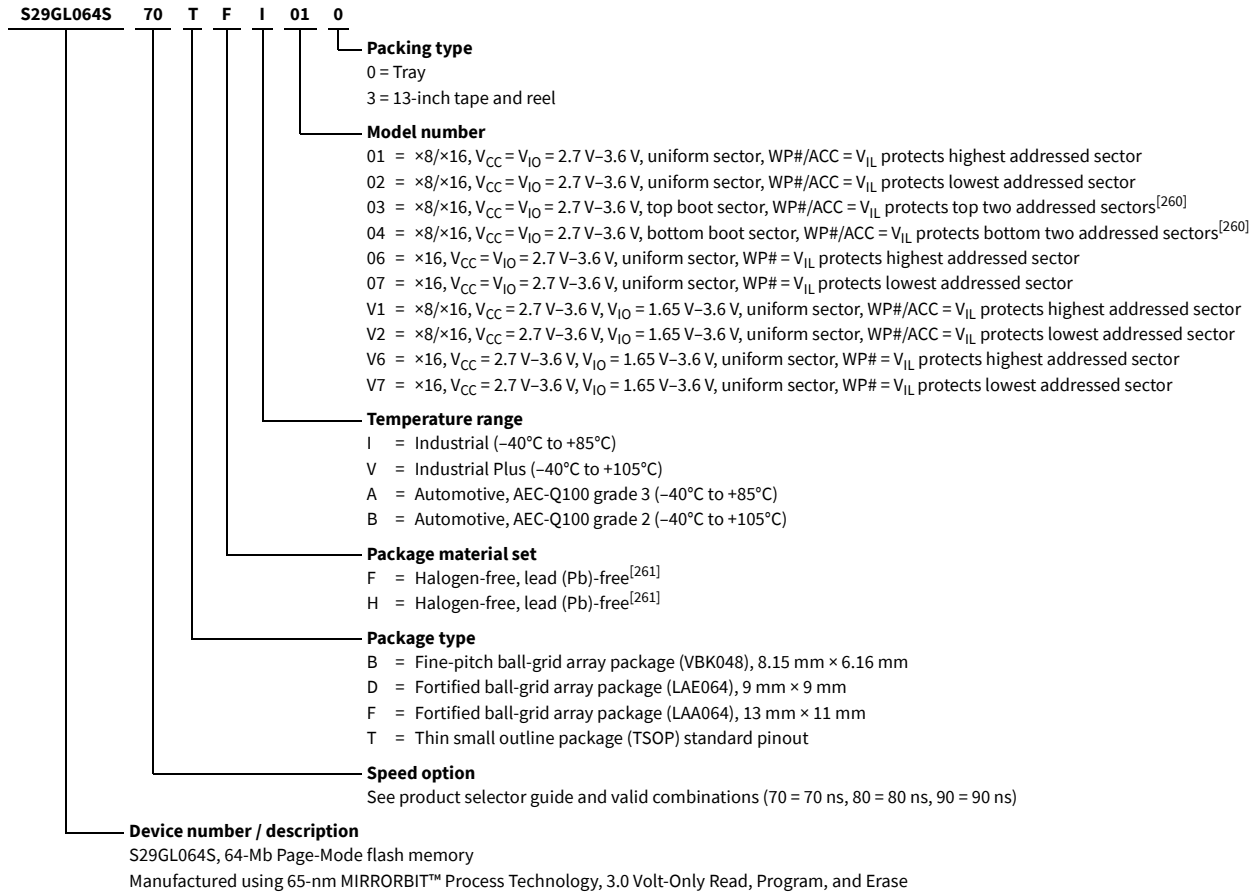 S29GL064S 70 T F I 01 0
Packing type
0 = Tray
3 = 13-inch tape and reel
Model number
01 = ×8/×16, VCC = VIO = 2.7 V–3.6 V, uniform sector, WP#/ACC = VIL protects highest addressed sector
02 = ×8/×16, VCC = VIO = 2.7 V–3.6 V, uniform sector, WP#/ACC = VIL protects lowest addressed sector
03 = ×8/×16, VCC = VIO = 2.7 V–3.6 V, top boot sector, WP#/ACC = VIL protects top two addressed sectors[260]
04 = ×8/×16, VCC = VIO = 2.7 V–3.6 V, bottom boot sector, WP#/ACC = VIL protects bottom two addressed sectors[260]
06 = ×16, VCC = VIO = 2.7 V–3.6 V, uniform sector, WP# = VIL protects highest addressed sector
07 = ×16, VCC = VIO = 2.7 V–3.6 V, uniform sector, WP# = VIL protects lowest addressed sector
V1 = ×8/×16, VCC = 2.7 V–3.6 V, VIO = 1.65 V–3.6 V, uniform sector, WP#/ACC = VIL protects highest addressed sector
V2 = ×8/×16, VCC = 2.7 V–3.6 V, VIO = 1.65 V–3.6 V, uniform sector, WP#/ACC = VIL protects lowest addressed sector
V6 = ×16, VCC = 2.7 V–3.6 V, VIO = 1.65 V–3.6 V, uniform sector, WP# = VIL protects highest addressed sector
V7 = ×16, VCC = 2.7 V–3.6 V, VIO = 1.65 V–3.6 V, uniform sector, WP# = VIL protects lowest addressed sector
Temperature range
I = Industrial (–40°C to +85°C)
V = Industrial Plus (–40°C to +105°C)
A = Automotive, AEC-Q100 grade 3 (–40°C to +85°C)
B = Automotive, AEC-Q100 grade 2 (–40°C to +105°C)
Package material set
F = Halogen-free, lead (Pb)-free[261]
H = Halogen-free, lead (Pb)-free[261]
Package type
B = Fine-pitch ball-grid array package (VBK048), 8.15 mm × 6.16 mm
D = Fortified ball-grid array package (LAE064), 9 mm × 9 mm
F = Fortified ball-grid array package (LAA064), 13 mm × 11 mm
T = Thin small outline package (TSOP) standard pinout
Speed option
See product selector guide and valid combinations (70 = 70 ns, 80 = 80 ns, 90 = 90 ns)
Device number / description
S29GL064S, 64-Mb Page-Mode flash memory
Manufactured using 65-nm MIRRORBIT™ Process Technology, 3.0 Volt-Only Read, Program, and Erase